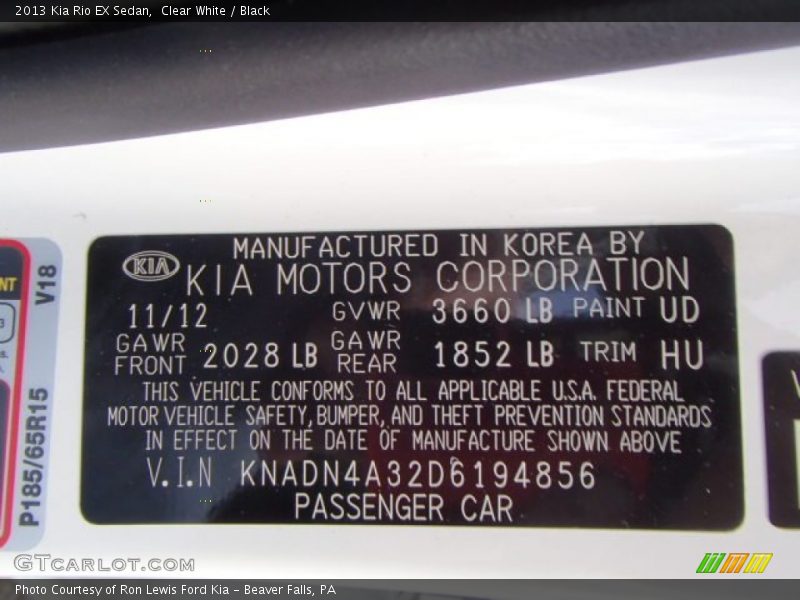 2013 Kia Rio EX Sedan,  Clear White / Black
MANUFACTURED IN KOREA BY
KIA KIA MOTORS CORPORATION
11/12 GVWR 3660 LB PAINT UD
GAWR FRONT 2028 LB GAWR REAR 1852 LB TRIM HU
THIS VEHICLE CONFORMS TO ALL APPLICABLE U.S.A. FEDERAL
MOTOR VEHICLE SAFETY, BUMPER, AND THEFT PREVENTION STANDARDS
IN EFFECT ON THE DATE OF MANUFACTURE SHOWN ABOVE
V.I.N KNADN4A32D6194856
PASSENGER CAR
V18
P185/65R15
GTCARLOT.COM
Photo Courtesy of Ron Lewis Ford Kia - Beaver Falls, PA